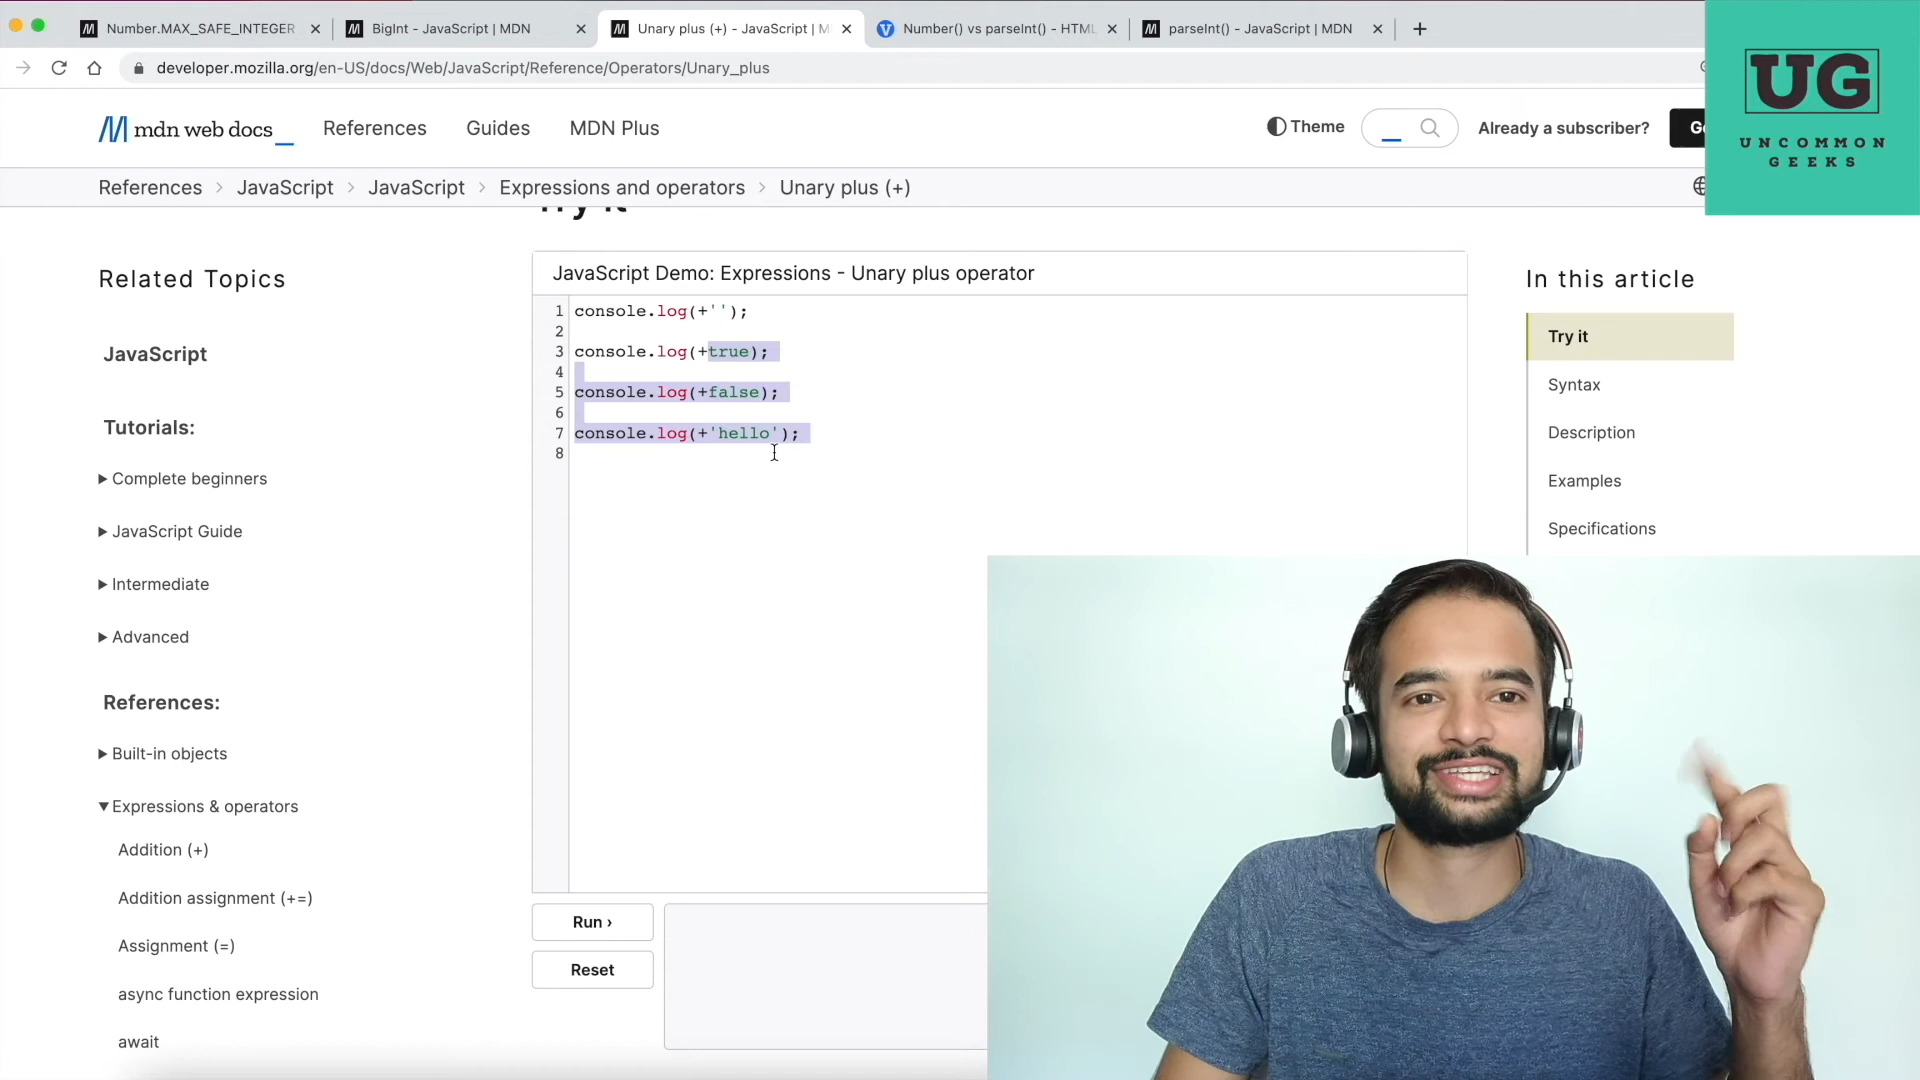 Number.MAX_SAFE_INTEGER
BigInt - JavaScript | MDN
Unary plus (+) - JavaScript | M
Number() vs parseInt() - HTML
parseInt() - JavaScript | MDN
developer.mozilla.org/en-US/docs/Web/JavaScript/Reference/Operators/Unary_plus
UG
UNCOMMON
GEEKS
mdn web docs_
References
Guides
MDN Plus
Theme
Already a subscriber?
References > JavaScript > JavaScript > Expressions and operators > Unary plus (+)
Try it
Related Topics
JavaScript
Tutorials:
Complete beginners
JavaScript Guide
Intermediate
Advanced
References:
Built-in objects
Expressions & operators
Addition (+)
Addition assignment (+=)
Assignment (=)
async function expression
await
JavaScript Demo: Expressions - Unary plus operator
1 console.log(+'');
2
3 console.log(+true);
4
5 console.log(+false);
6
7 console.log(+'hello');
8
Run ›
Reset
In this article
Try it
Syntax
Description
Examples
Specifications